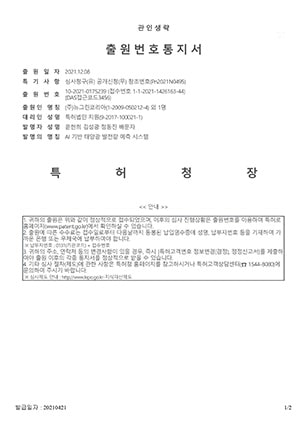 관인생략
출원번호통지서
출 원 일 자 2021.12.08
특 기 사 항 심사청구(유) 공개신청(무) 참조번호(Pn2021N0495)
출 원 번 호 10-2021-0175239 (접수번호 1-1-2021-1426163-44)
(DAS접근코드3456)
출원인 명칭 (주)뉴그린코리아(1-2009-050212-4) 외 1명
대리인 성명 특허법인 지원(9-2017-100021-1)
발명자 성명 윤현희 김성광 정동진 배문자
발명의 명칭 AI 기반 태양광 발전량 예측 시스템
특 허 청 장
<< 안내 >>
1. 귀하의 출원은 위와 같이 정상적으로 접수되었으며, 이후의 심사 진행상황은 출원번호를 이용하여 특허로
홈페이지(www.patent.go.kr)에서 확인하실 수 있습니다.
2. 출원에 따른 수수료는 접수일로부터 다음날까지 동봉된 납입영수증에 성명, 납부자번호 등을 기재하여 가
까운 은행 또는 우체국에 납부하여야 합니다.
※ 납부자번호 : 0131(기관코드) + 접수번호
3. 귀하의 주소, 연락처 등의 변경사항이 있을 경우, 즉시 [특허고객번호 정보변경(경정), 정정신고서]를 제출하
여야 출원 이후의 각종 통지서를 정상적으로 받을 수 있습니다.
4. 기타 심사 절차(제도)에 관한 사항은 특허청 홈페이지를 참고하시거나 특허고객상담센터(☎ 1544-8080)에
문의하여 주시기 바랍니다.
※ 심사제도 안내 : http://www.kipo.go.kr-지식재산제도
발급일자 : 20210421
1/2